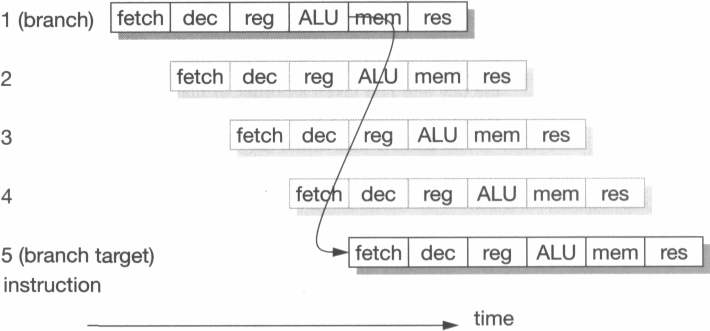 1 (branch) fetch dec reg ALU mem res
2 fetch dec reg ALU mem res
3 fetch dec reg ALU mem res
4 fetch dec reg ALU mem res
5 (branch target) fetch dec reg ALU mem res
instruction
time